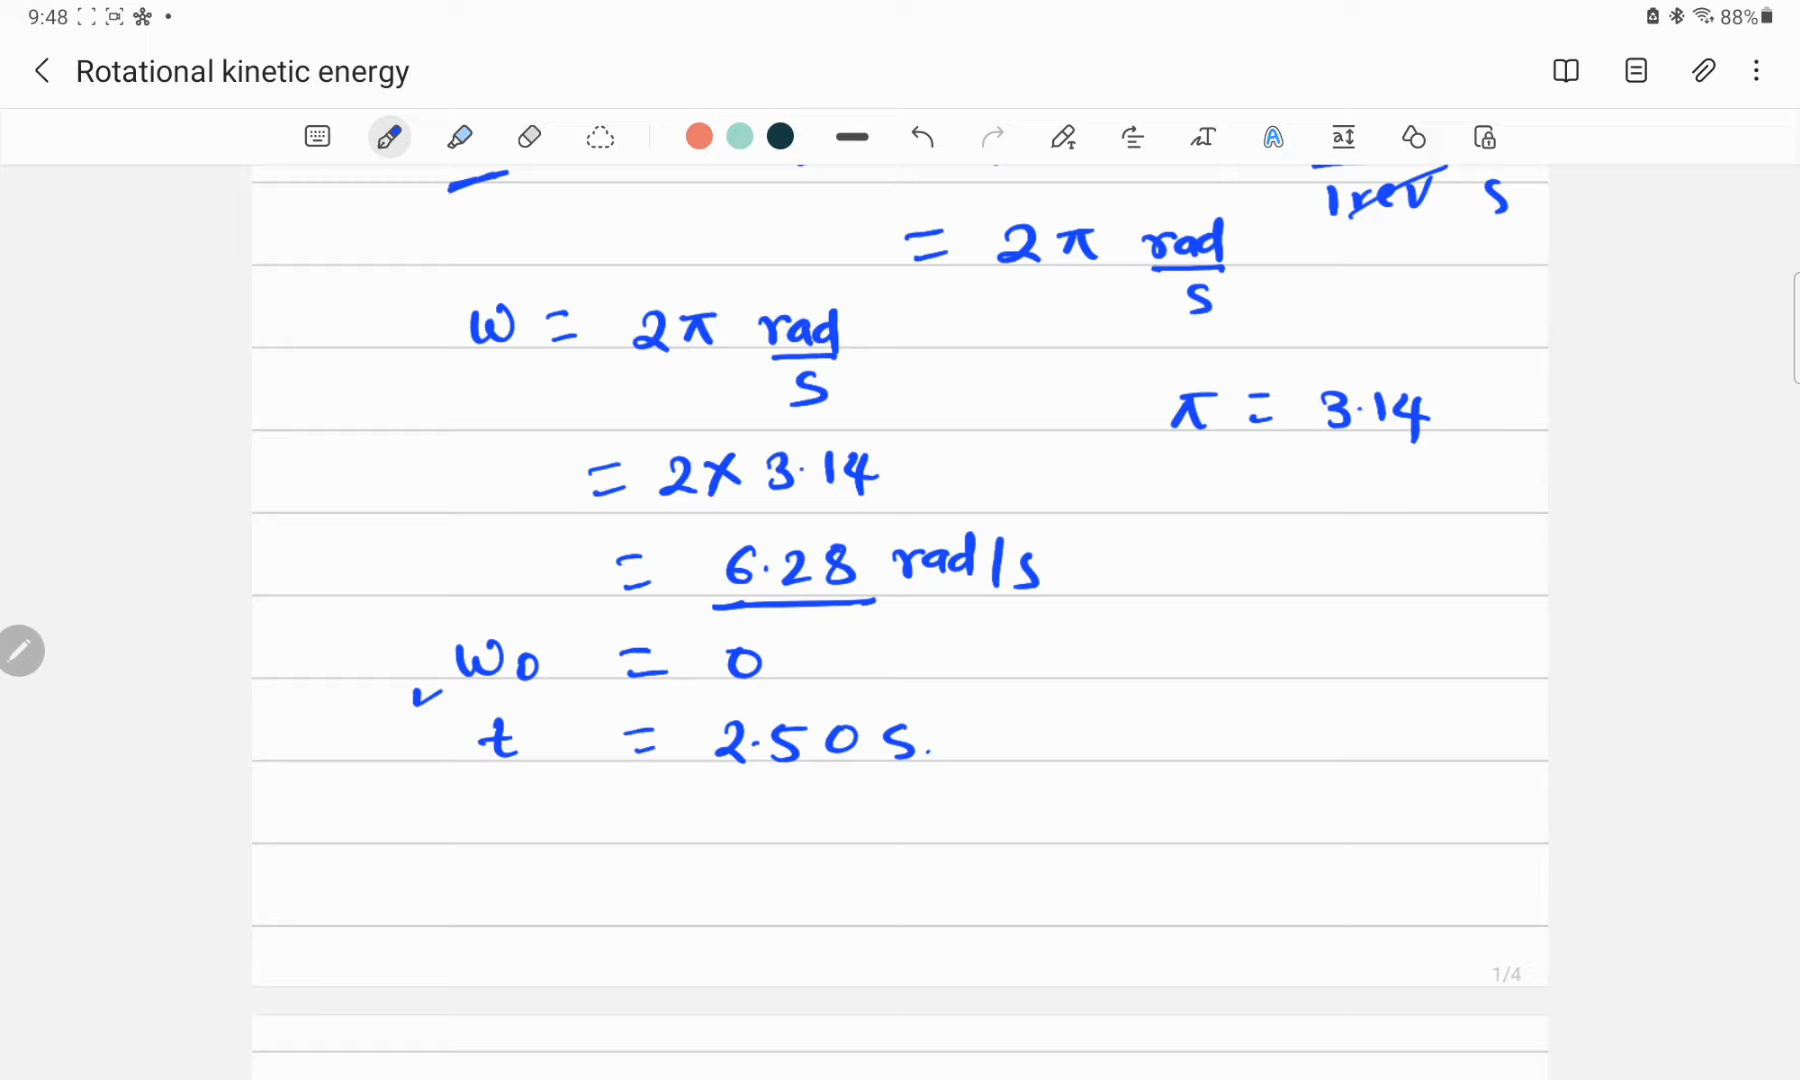 9:48 88%
Rotational kinetic energy
1rev s
= 2π rad/s
ω = 2π rad/s
π = 3.14
= 2 × 3.14
= 6.28 rad/s
ω0 = 0
✓
t = 2.50 s.
1/4